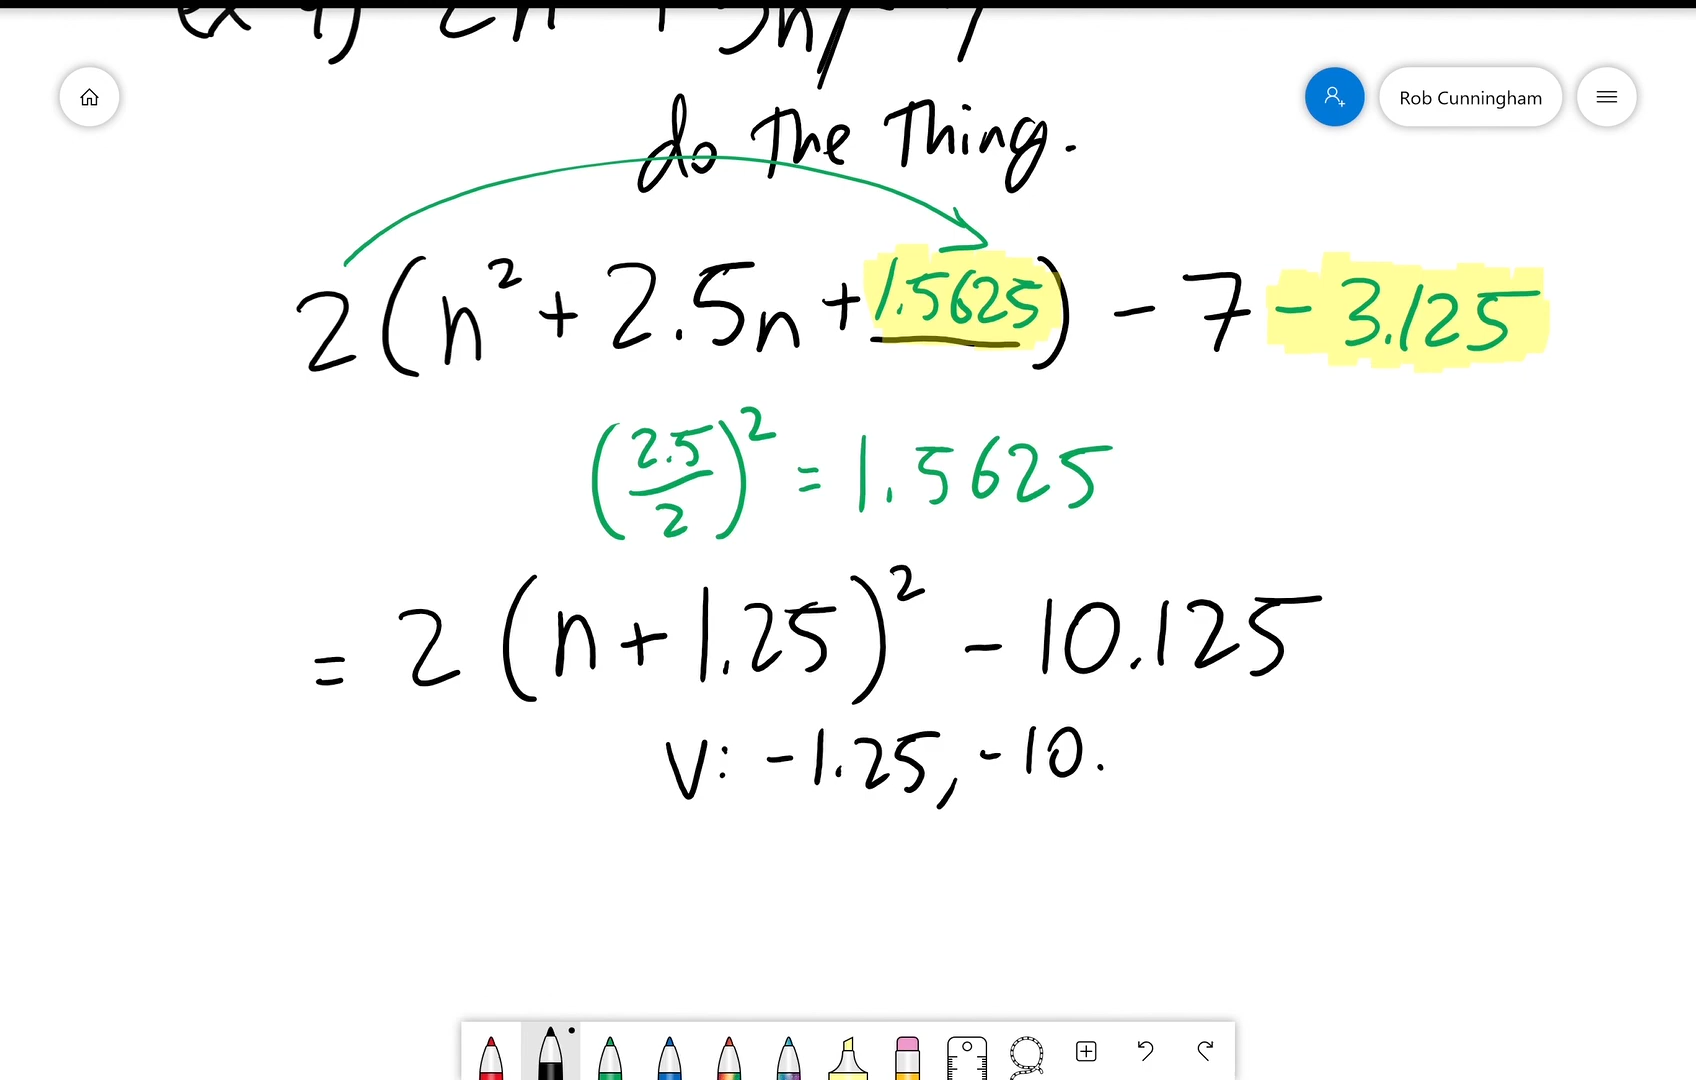 Rob Cunningham
do the thing.
2(n² + 2.5n + 1.5625) - 7 - 3.125
(2.5/2)² = 1.5625
= 2(n + 1.25)² - 10.125
V: -1.25, -10.